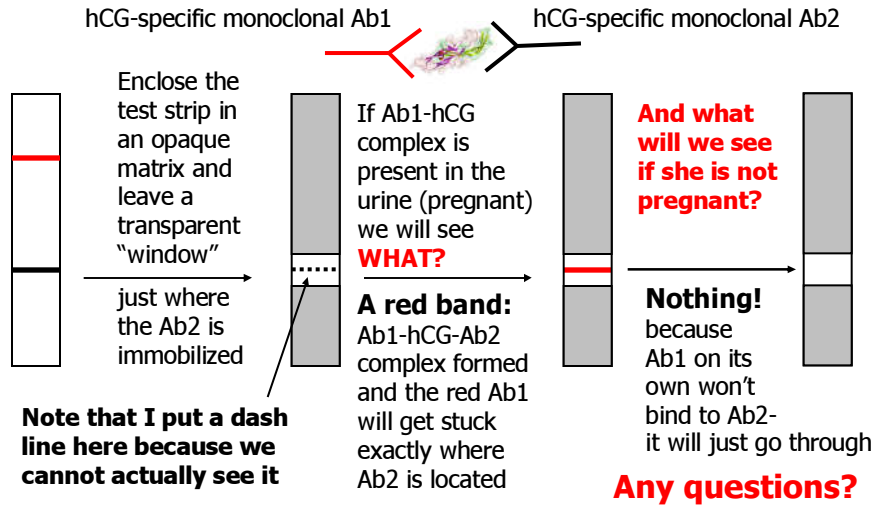 hCG-specific monoclonal Ab1
hCG-specific monoclonal Ab2
Enclose the
test strip in
an opaque
matrix and
leave a
transparent
“window”
just where
the Ab2 is
immobilized
Note that I put a dash
line here because we
cannot actually see it
If Ab1-hCG
complex is
present in the
urine (pregnant)
we will see
WHAT?
A red band:
Ab1-hCG-Ab2
complex formed
and the red Ab1
will get stuck
exactly where
Ab2 is located
And what
will we see
if she is not
pregnant?
Nothing!
because
Ab1 on its
own won’t
bind to Ab2-
it will just go through
Any questions?